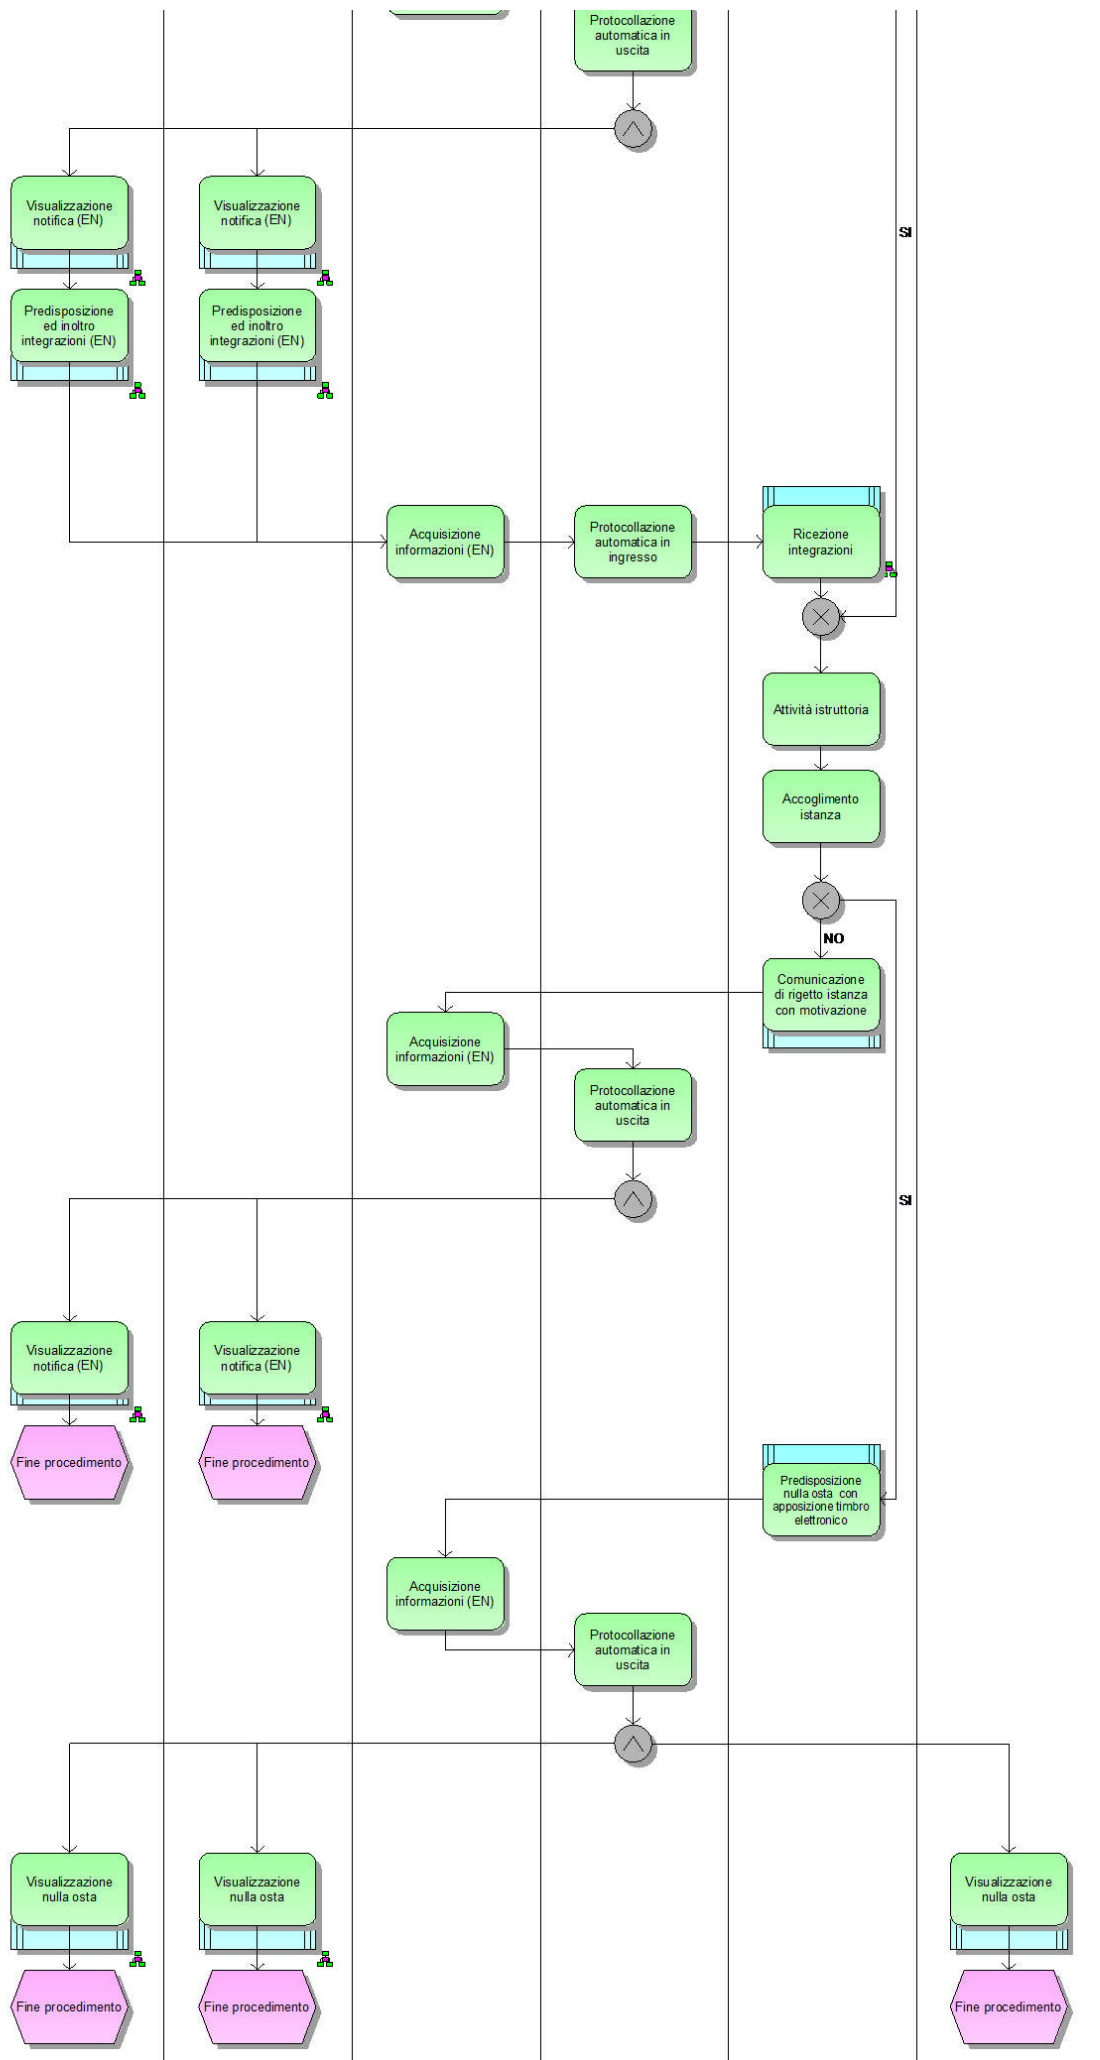 Protocollazione
automatica in
uscita
Visualizzazione
notifica (EN)
Visualizzazione
notifica (EN)
SI
Predisposizione
ed inoltro
integrazioni (EN)
Predisposizione
ed inoltro
integrazioni (EN)
Acquisizione
informazioni (EN)
Protocollazione
automatica in
ingresso
Ricezione
integrazioni
Attività istruttoria
Accoglimento
istanza
NO
Comunicazione
di rigetto istanza
con motivazione
Acquisizione
informazioni (EN)
Protocollazione
automatica in
uscita
SI
Visualizzazione
notifica (EN)
Visualizzazione
notifica (EN)
Fine procedimento
Fine procedimento
Predisposizione
nulla osta con
apposizione timbro
elettronico
Acquisizione
informazioni (EN)
Protocollazione
automatica in
uscita
Visualizzazione
nulla osta
Visualizzazione
nulla osta
Visualizzazione
nulla osta
Fine procedimento
Fine procedimento
Fine procedimento